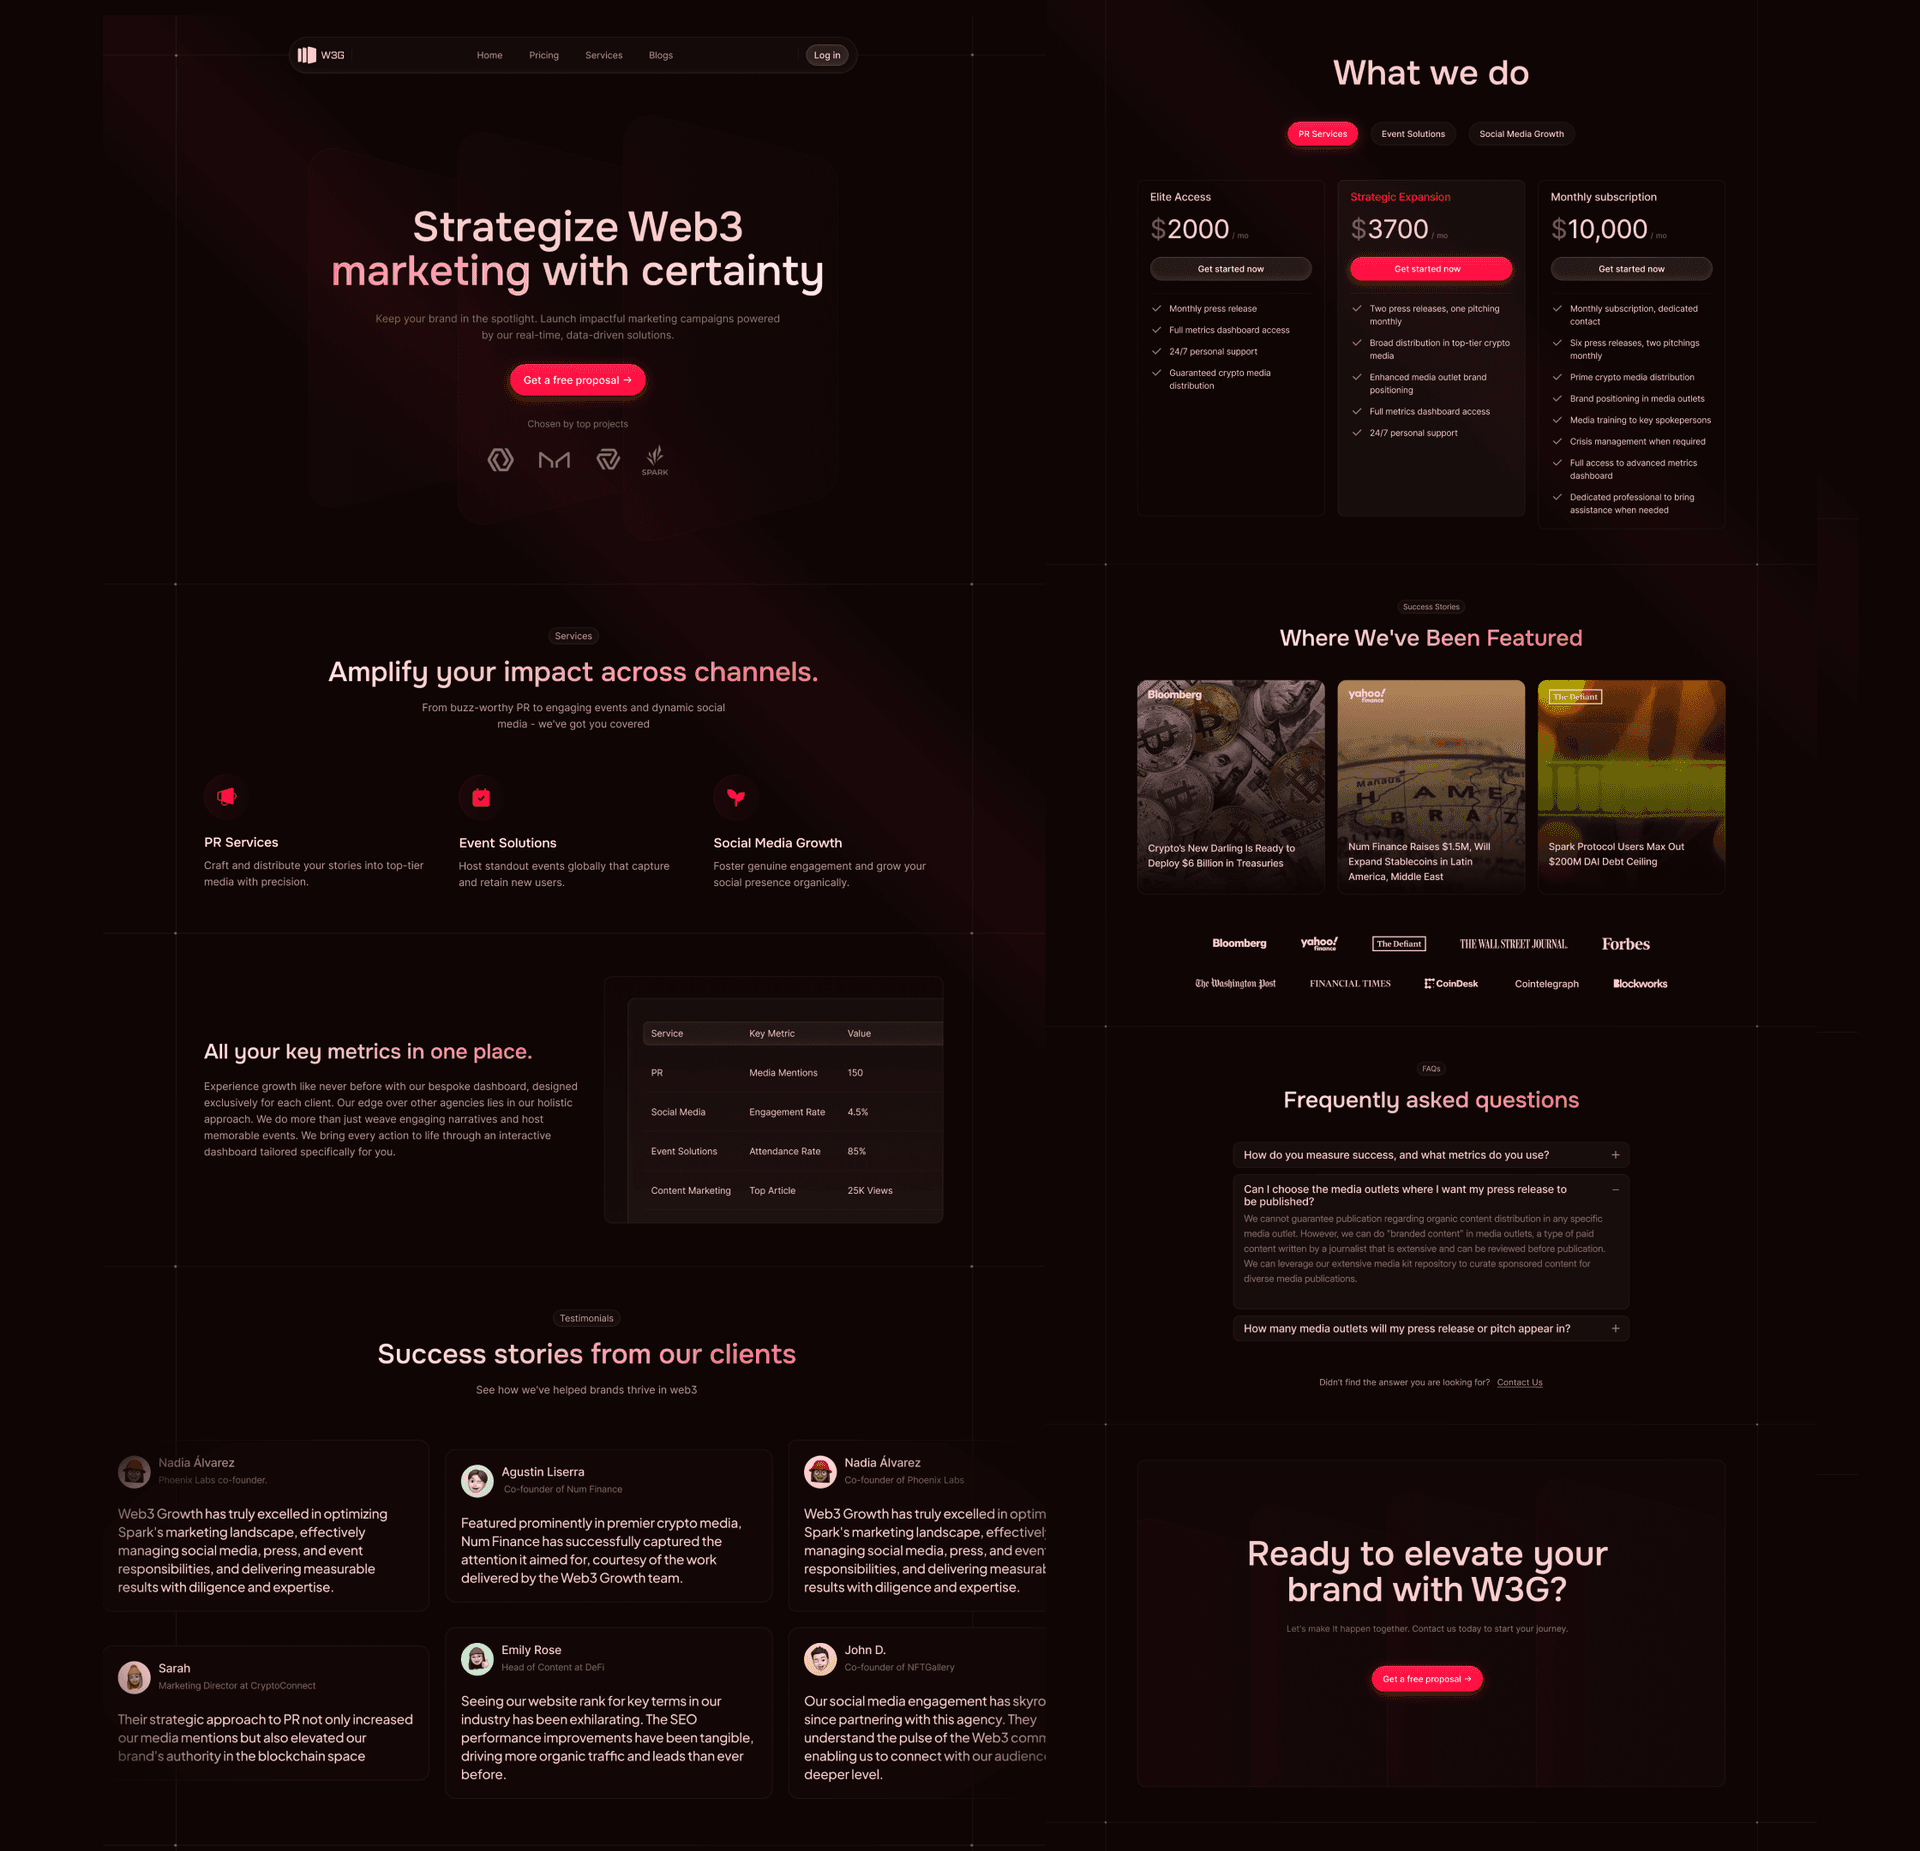 W3G
Home
Pricing
Services
Blogs
Log in
Strategize Web3
marketing with certainty
Keep your brand in the spotlight. Launch impactful marketing campaigns powered
by our real-time, data-driven solutions.
Get a free proposal →
Chosen by top projects
SPARK
Services
Amplify your impact across channels.
From buzz-worthy PR to engaging events and dynamic social
media - we've got you covered
PR Services
Craft and distribute your stories into top-tier
media with precision.
Event Solutions
Host standout events globally that capture
and retain new users.
Social Media Growth
Foster genuine engagement and grow your
social presence organically.
All your key metrics in one place.
Experience growth like never before with our bespoke dashboard, designed
exclusively for each client. Our edge over other agencies lies in our holistic
approach. We do more than just weave engaging narratives and host
memorable events. We bring every action to life through an interactive
dashboard tailored specifically for you.
Service Key Metric Value
PR Media Mentions 150
Social Media Engagement Rate 4.5%
Event Solutions Attendance Rate 85%
Content Marketing Top Article 25K Views
Testimonials
Success stories from our clients
See how we've helped brands thrive in web3
Nadia Álvarez
Phoenix Labs co-founder.
Web3 Growth has truly excelled in optimizing
Spark's marketing landscape, effectively
managing social media, press, and event
responsibilities, and delivering measurable
results with diligence and expertise.
Agustin Liserra
Co-founder of Num Finance
Featured prominently in premier crypto media,
Num Finance has successfully captured the
attention it aimed for, courtesy of the work
delivered by the Web3 Growth team.
Nadia Álvarez
Co-founder of Phoenix Labs
Web3 Growth has truly excelled in optim
Spark's marketing landscape, effectively
managing social media, press, and even
responsibilities, and delivering measurab
results with diligence and expertise.
Sarah
Marketing Director at CryptoConnect
Their strategic approach to PR not only increased
our media mentions but also elevated our
brand's authority in the blockchain space
Emily Rose
Head of Content at DeFi
Seeing our website rank for key terms in our
industry has been exhilarating. The SEO
performance improvements have been tangible,
driving more organic traffic and leads than ever
before.
John D.
Co-founder of NFTGallery
Our social media engagement has skyro
since partnering with this agency. They
understand the pulse of the Web3 comm
enabling us to connect with our audience
deeper level.
What we do
PR Services
Event Solutions
Social Media Growth
Elite Access
$2000 / mo
Get started now
Monthly press release
Full metrics dashboard access
24/7 personal support
Guaranteed crypto media
distribution
Strategic Expansion
$3700 / mo
Get started now
Two press releases, one pitching
monthly
Broad distribution in top-tier crypto
media
Enhanced media outlet brand
positioning
Full metrics dashboard access
24/7 personal support
Monthly subscription
$10,000 / mo
Get started now
Monthly subscription, dedicated
contact
Six press releases, two pitchings
monthly
Prime crypto media distribution
Brand positioning in media outlets
Media training to key spokepersons
Crisis management when required
Full access to advanced metrics
dashboard
Dedicated professional to bring
assistance when needed
Success Stories
Where We've Been Featured
Bloomberg
Crypto's New Darling Is Ready to
Deploy $6 Billion in Treasuries
yahoo!
finance
Manaus
H AME
BRAZ
Num Finance Raises $1.5M, Will
Expand Stablecoins in Latin
America, Middle East
The Defiant
Spark Protocol Users Max Out
$200M DAI Debt Ceiling
Bloomberg
yahoo!
finance
The Defiant
THE WALL STREET JOURNAL.
Forbes
The Washington Post
FINANCIAL TIMES
CoinDesk
Cointelegraph
Blockworks
FAQs
Frequently asked questions
How do you measure success, and what metrics do you use? +
Can I choose the media outlets where I want my press release to
be published? −
We cannot guarantee publication regarding organic content distribution in any specific
media outlet. However, we can do "branded content" in media outlets, a type of paid
content written by a journalist that is extensive and can be reviewed before publication.
We can leverage our extensive media kit repository to curate sponsored content for
diverse media publications.
How many media outlets will my press release or pitch appear in? +
Didn't find the answer you are looking for? Contact Us
Ready to elevate your
brand with W3G?
Let's make it happen together. Contact us today to start your journey.
Get a free proposal →